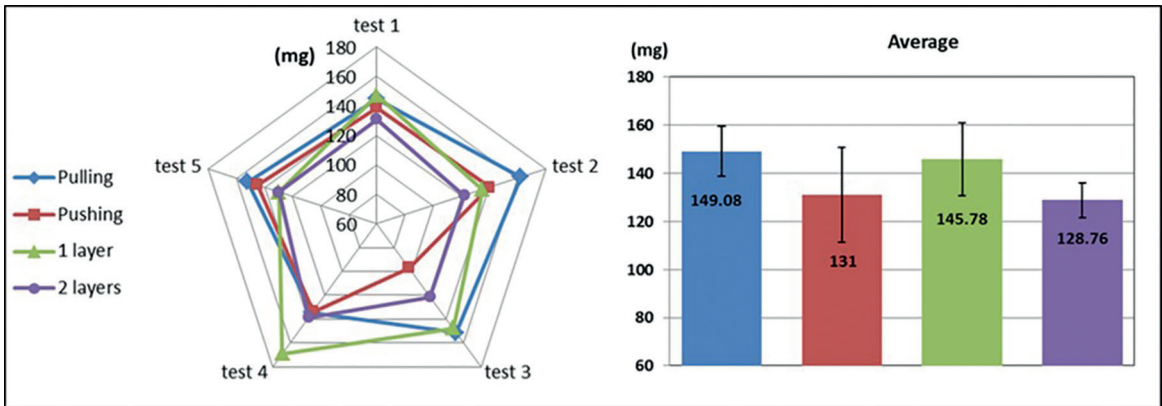 test 1
(mg)
180
160
140
120
100
80
60
test 2
test 3
test 4
test 5
Pulling
Pushing
1 layer
2 layers
Average
(mg)
180
160
140
120
100
80
60
149.08
131
145.78
128.76